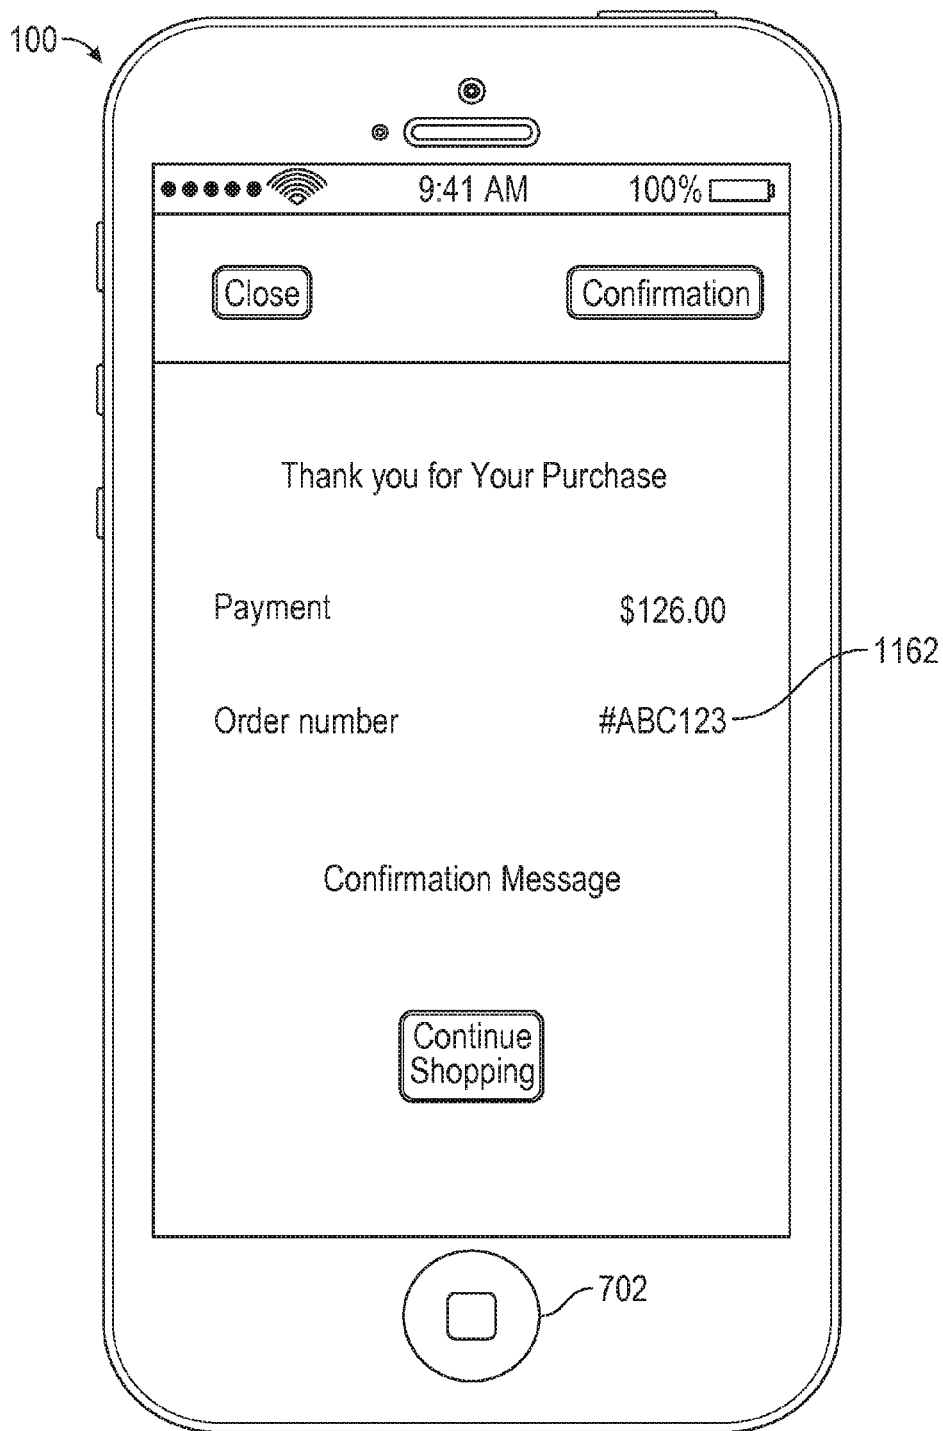 100
9:41 AM 100%
Close Confirmation
Thank you for Your Purchase
Payment $126.00
1162
Order number #ABC123
Confirmation Message
Continue
Shopping
702